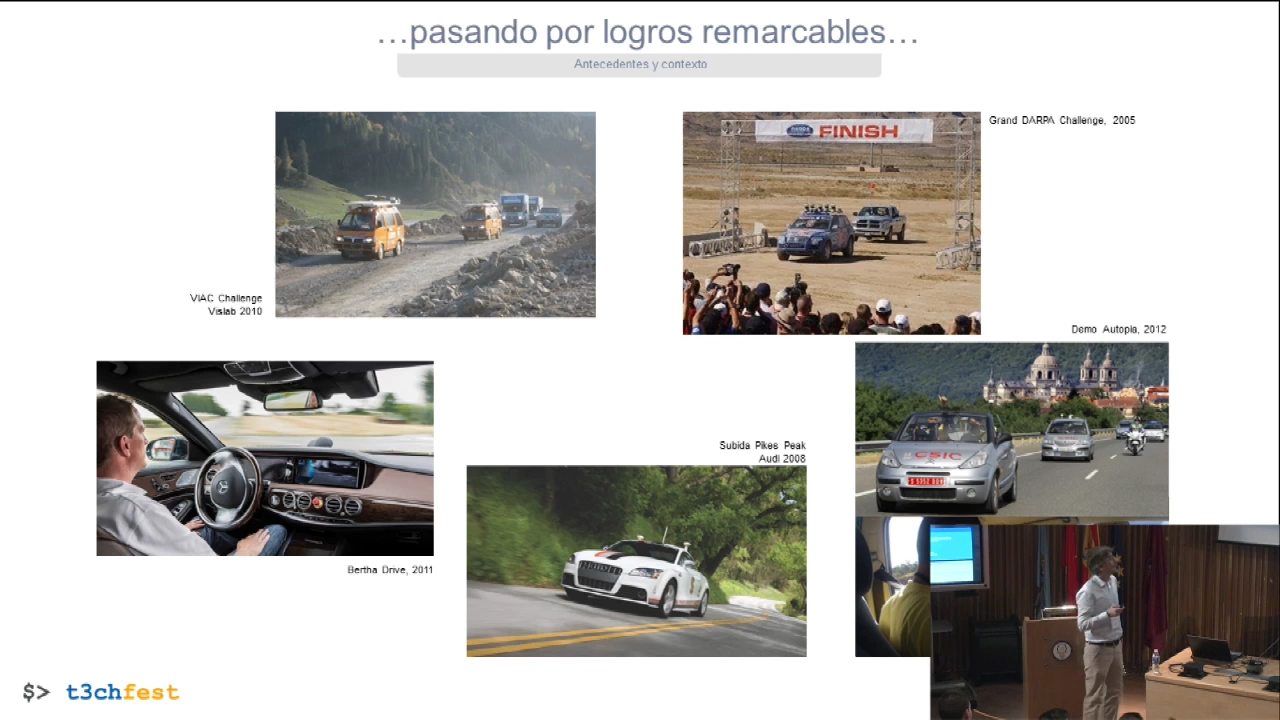 ...pasando por logros remarcables...
Antecedentes y contexto
Grand DARPA Challenge, 2005
FINISH
VIAC Challenge
Vislab 2010
Demo Autopia, 2012
CSIC
Subida Pikes Peak
Audi 2008
Bertha Drive, 2011
$> t3chfest